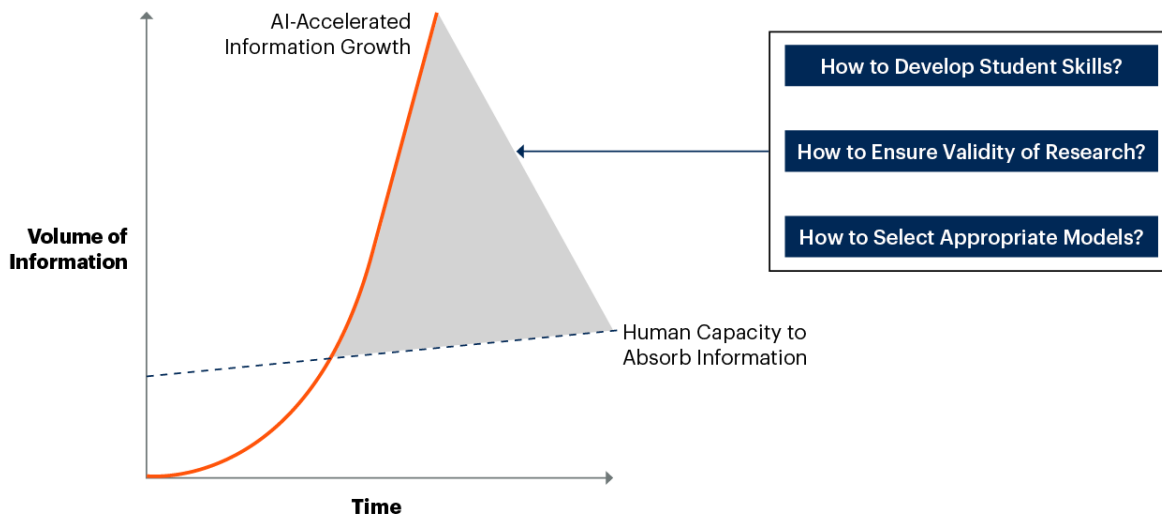 AI-Accelerated
Information Growth
How to Develop Student Skills?
How to Ensure Validity of Research?
How to Select Appropriate Models?
Volume of
Information
Human Capacity to
Absorb Information
Time